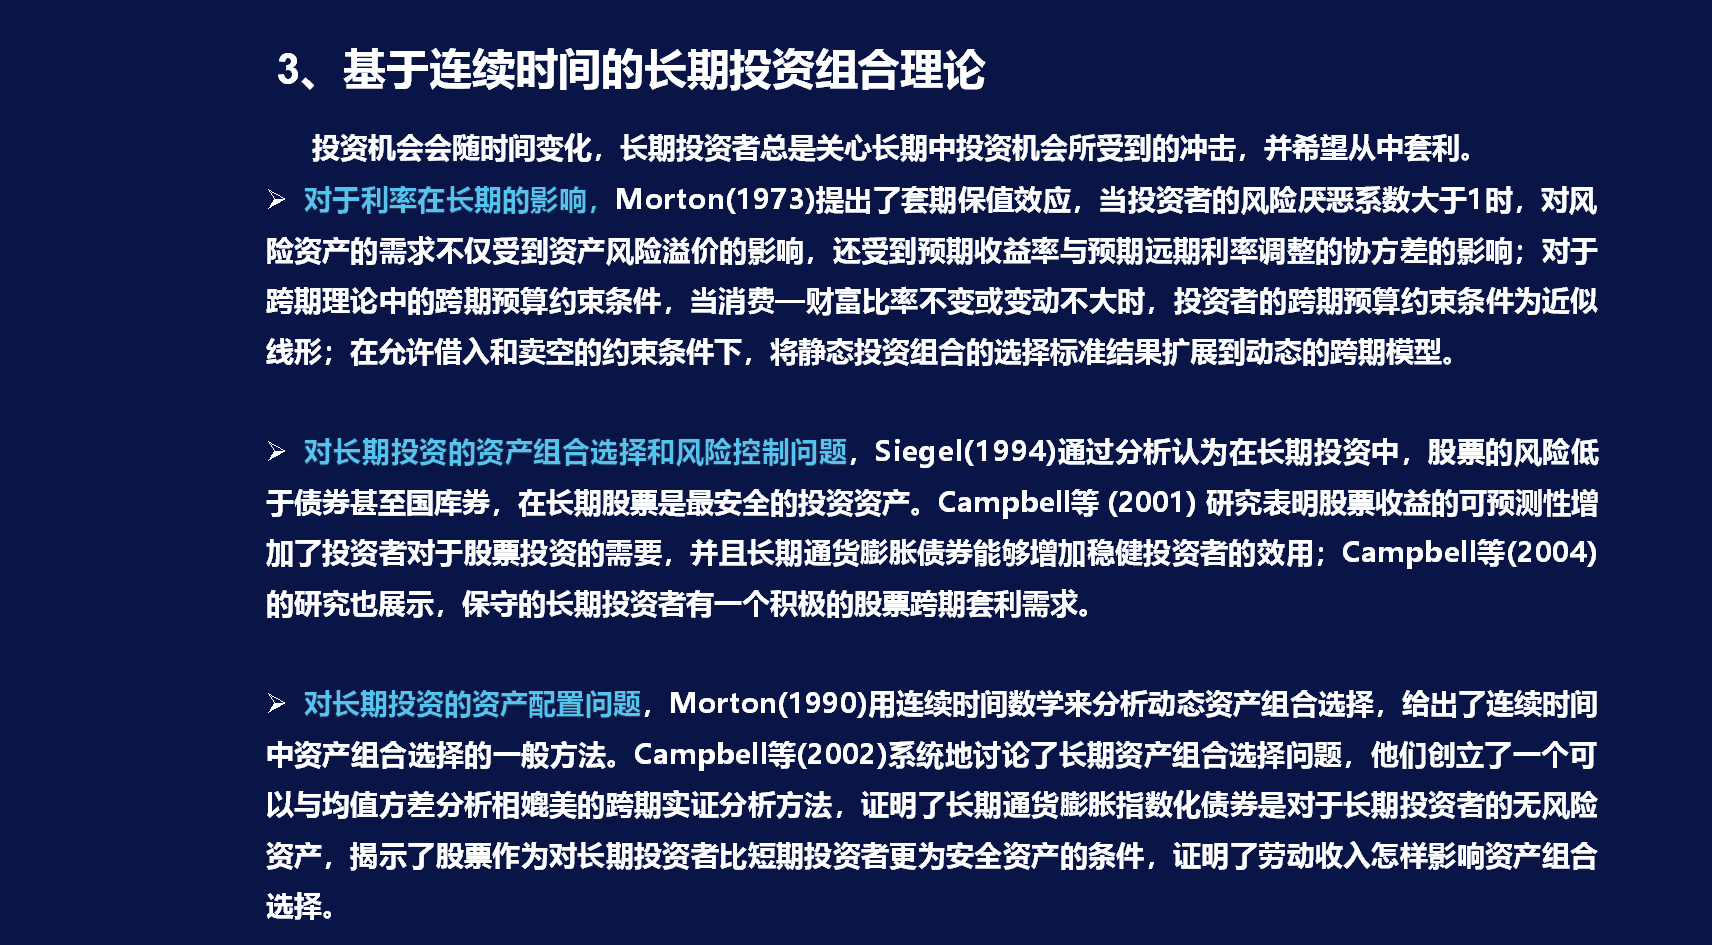 3、基于连续时间的长期投资组合理论
投资机会会随时间变化，长期投资者总是关心长期中投资机会所受到的冲击，并希望从中套利。
➢ 对于利率在长期的影响，Morton(1973)提出了套期保值效应，当投资者的风险厌恶系数大于1时，对风
险资产的需求不仅受到资产风险溢价的影响，还受到预期收益率与预期远期利率调整的协方差的影响；对于
跨期理论中的跨期预算约束条件，当消费—财富比率不变或变动不大时，投资者的跨期预算约束条件为近似
线形；在允许借入和卖空的约束条件下，将静态投资组合的选择标准结果扩展到动态的跨期模型。
➢ 对长期投资的资产组合选择和风险控制问题，Siegel(1994)通过分析认为在长期投资中，股票的风险低
于债券甚至国库券，在长期股票是最安全的投资资产。Campbell等 (2001) 研究表明股票收益的可预测性增
加了投资者对于股票投资的需要，并且长期通货膨胀债券能够增加稳健投资者的效用；Campbell等(2004)
的研究也展示，保守的长期投资者有一个积极的股票跨期套利需求。
➢ 对长期投资的资产配置问题，Morton(1990)用连续时间数学来分析动态资产组合选择，给出了连续时间
中资产组合选择的一般方法。Campbell等(2002)系统地讨论了长期资产组合选择问题，他们创立了一个可
以与均值方差分析相媲美的跨期实证分析方法，证明了长期通货膨胀指数化债券是对于长期投资者的无风险
资产，揭示了股票作为对长期投资者比短期投资者更为安全资产的条件，证明了劳动收入怎样影响资产组合
选择。